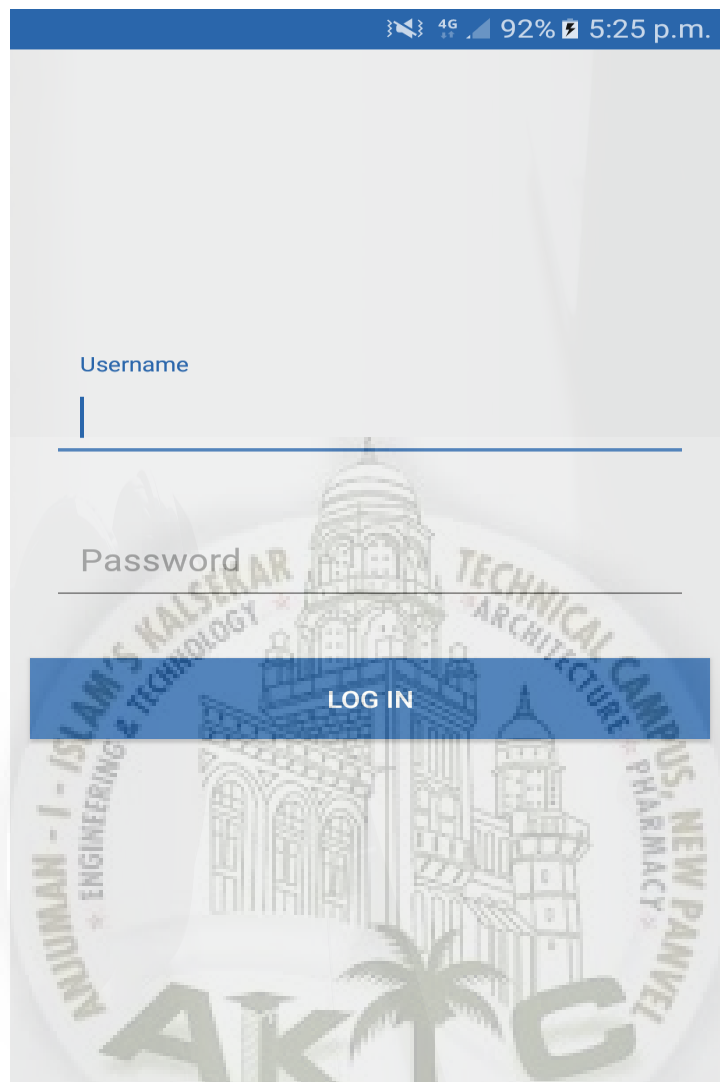 4G 92% 5:25 p.m.
Username
Password
LOG IN
ANJUMAN - I - ISLAM'S KALSEKAR TECHNICAL CAMPUS, NEW PANVEL
ENGINEERING & TECHNOLOGY ARCHITECTURE PHARMACY
AKTC